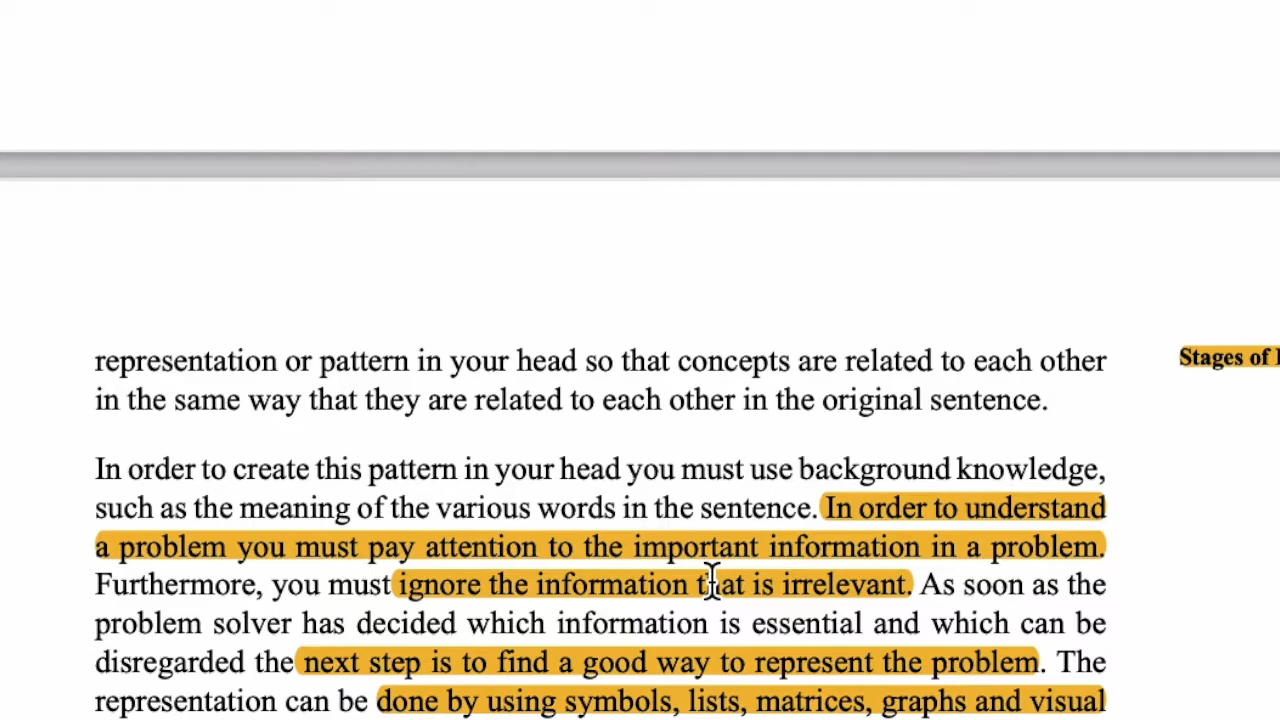 representation or pattern in your head so that concepts are related to each other
in the same way that they are related to each other in the original sentence.
Stages of
In order to create this pattern in your head you must use background knowledge,
such as the meaning of the various words in the sentence. In order to understand
a problem you must pay attention to the important information in a problem.
Furthermore, you must ignore the information that is irrelevant. As soon as the
problem solver has decided which information is essential and which can be
disregarded the next step is to find a good way to represent the problem. The
representation can be done by using symbols, lists, matrices, graphs and visual